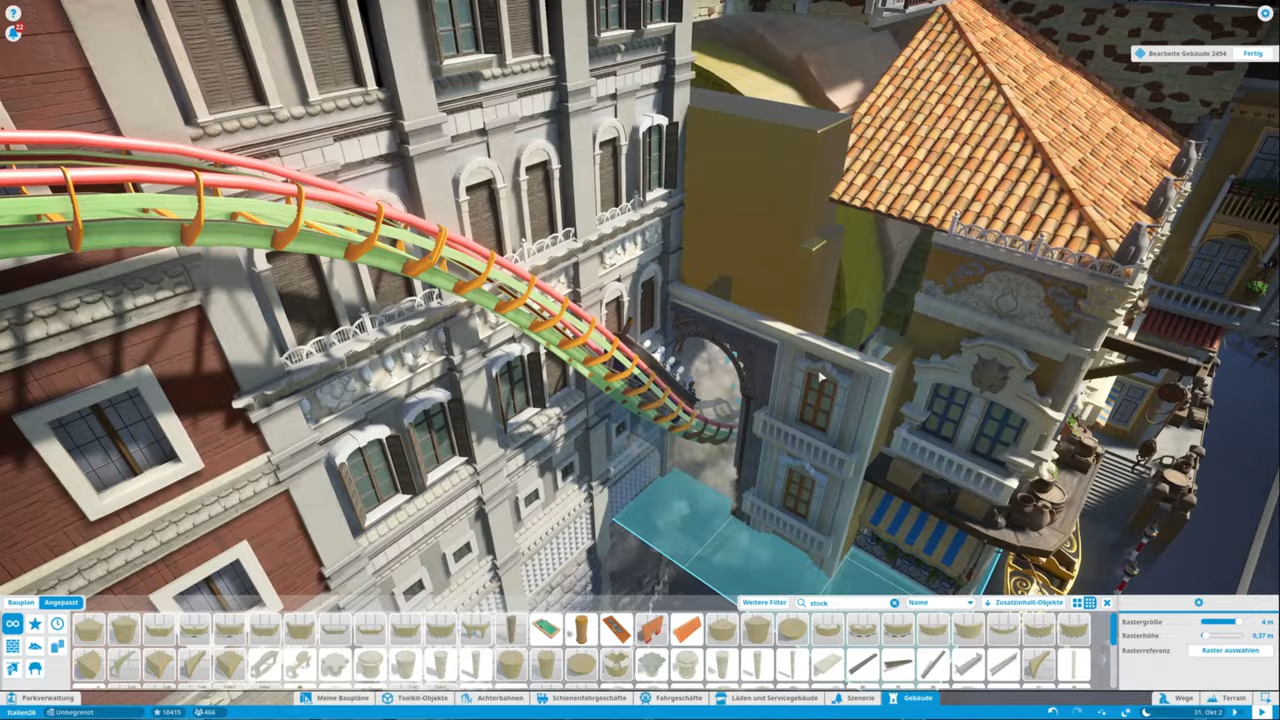 ?
22
Bearbeite Gebäude 2494 Fertig
Bauplan Angepasst
Weitere Filter stuck Name Zusatzinhalt-Objekte
Rastergröße 4 m
Rasterhöhe 0,37 m
Rasterreferenz Raster auswählen
Parkverwaltung Meine Baupläne Toolkit-Objekte Achterbahnen Schienenfahrgeschäfte Fahrgeschäfte Läden und Servicegebäude Szenerie Gebäude Wege Terrain
Italien26 Unbegrenzt 10415 466 31. Okt 2